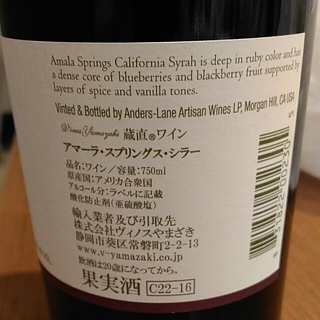 Amala Springs California Syrah is deep in ruby color and has
a dense core of blueberries and blackberry fruit supported by
layers of spice and vanilla tones.
Vinted & Bottled by Anders-Lane Artisan Wines LP, Morgan Hill, CA USA
Vinos Yamazaki 蔵直®ワイン
アマーラ・スプリングス・シラー
品名：ワイン／容量：750ml
原産国：アメリカ合衆国
アルコール分：ラベルに記載
酸化防止剤（亜硫酸塩）
輸入業者及び引取先
株式会社ヴィノスやまざき
静岡市葵区常磐町2-2-13
www.v-yamazaki.co.jp
飲酒は20歳になってから。
果実酒 C22-16